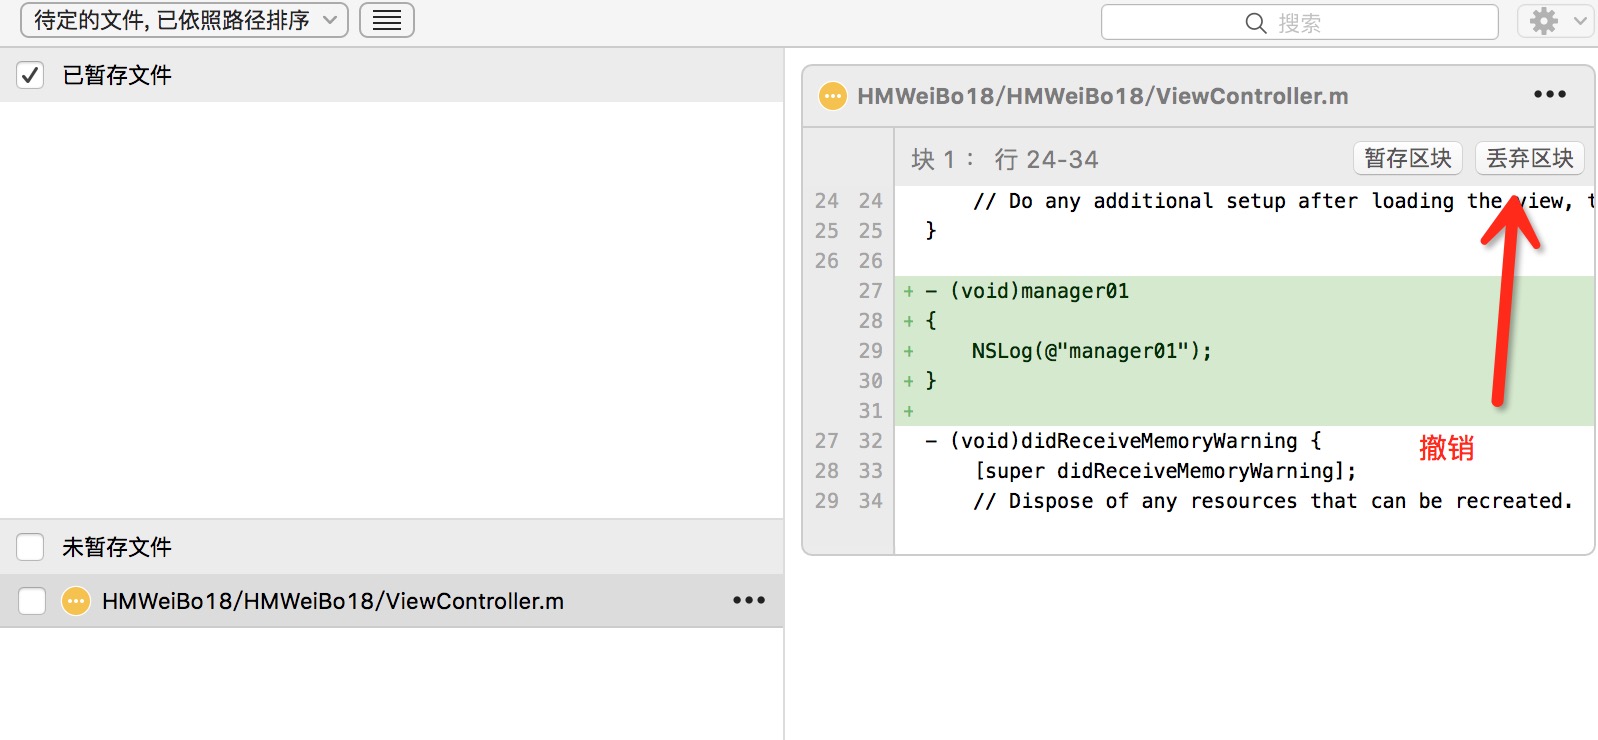 待定的文件, 已依照路径排序
搜索
已暂存文件
HMWeiBo18/HMWeiBo18/ViewController.m
块 1： 行 24-34
暂存区块
丢弃区块
24 24 // Do any additional setup after loading the view, t
25 25 }
26 26
27 + - (void)manager01
28 + {
29 + NSLog(@"manager01");
30 + }
31 +
27 32 - (void)didReceiveMemoryWarning {
撤销
28 33 [super didReceiveMemoryWarning];
29 34 // Dispose of any resources that can be recreated.
未暂存文件
HMWeiBo18/HMWeiBo18/ViewController.m